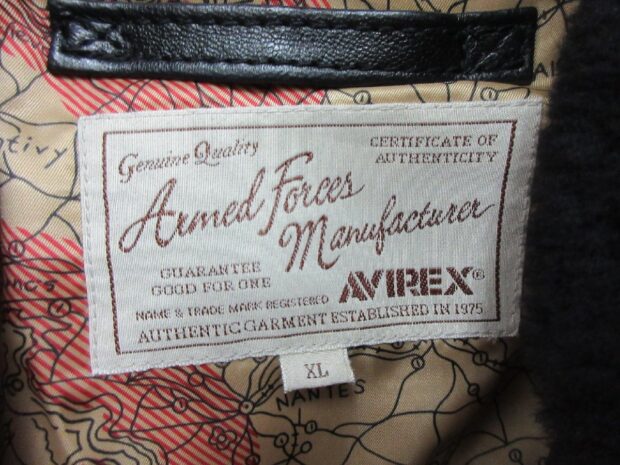 Genuine Quality
CERTIFICATE OF
AUTHENTICITY
Armed Forces
Manufacturer
GUARANTEE
GOOD FOR ONE
AVIREX®
NAME & TRADE MARK REGISTERED
AUTHENTIC GARMENT ESTABLISHED IN 1975
XL
NANTES